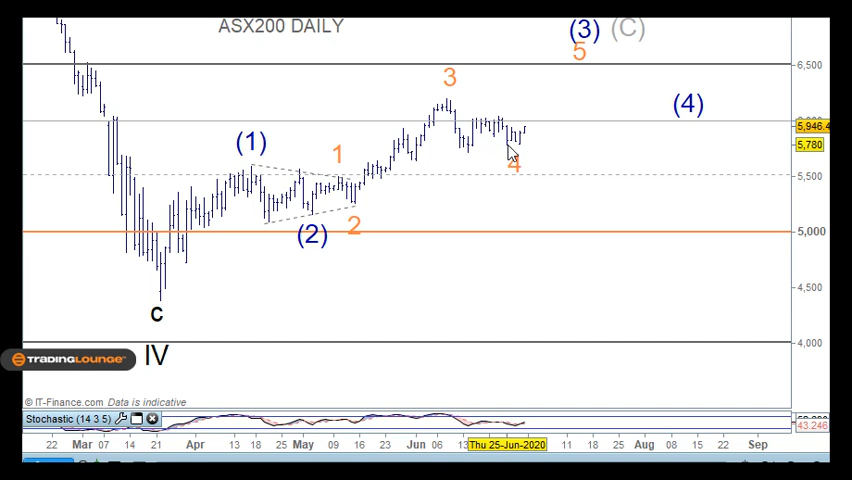 ASX200 DAILY
(3) (C)
5
6,500
3
(4)
5,946.4
(1)
1
5,780
4
5,500
2
(2)
5,000
4,500
c
IV
TRADINGLOUNGE™
4,000
© IT-Finance.com Data is indicative
Stochastic (14 3 5)
43.246
22 Mar 07 14 21 Apr 13 18 25 May 09 16 Jun 06 13 Thu 25-Jun-2020 11 18 25 Aug 08 15 22 Sep